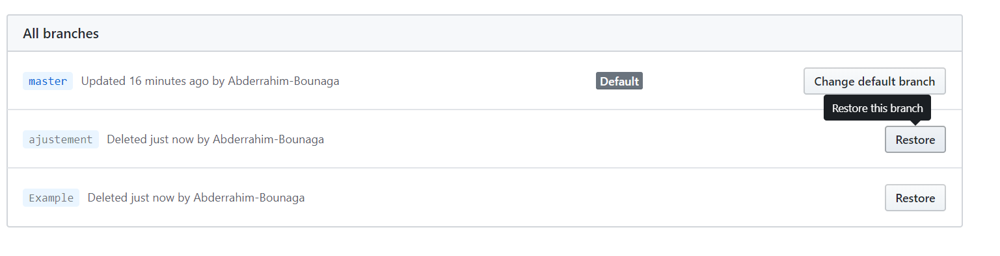 All branches
master Updated 16 minutes ago by Abderrahim-Bounaga Default Change default branch
Restore this branch
ajustement Deleted just now by Abderrahim-Bounaga Restore
Example Deleted just now by Abderrahim-Bounaga Restore